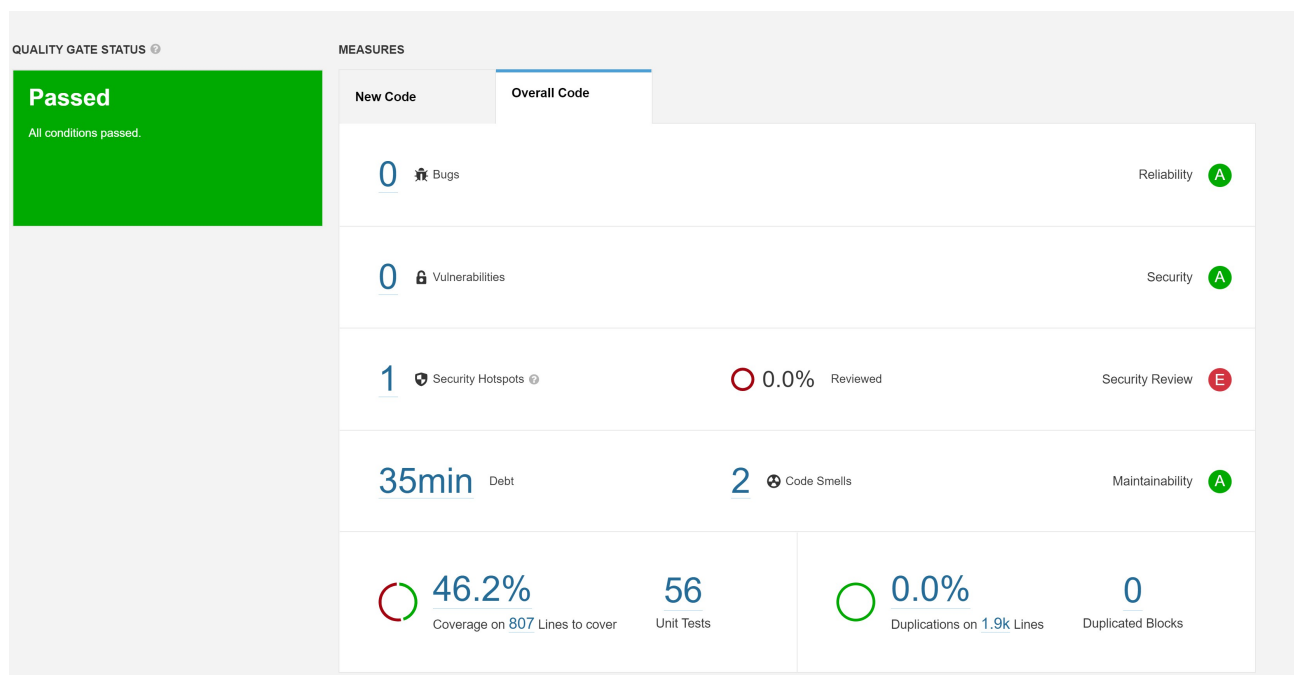 QUALITY GATE STATUS ?
MEASURES
Passed
All conditions passed.
New Code
Overall Code
0 Bugs
Reliability A
0 Vulnerabilities
Security A
1 Security Hotspots ?
0.0% Reviewed
Security Review E
35min Debt
2 Code Smells
Maintainability A
46.2%
Coverage on 807 Lines to cover
56
Unit Tests
0.0%
Duplications on 1.9k Lines
0
Duplicated Blocks